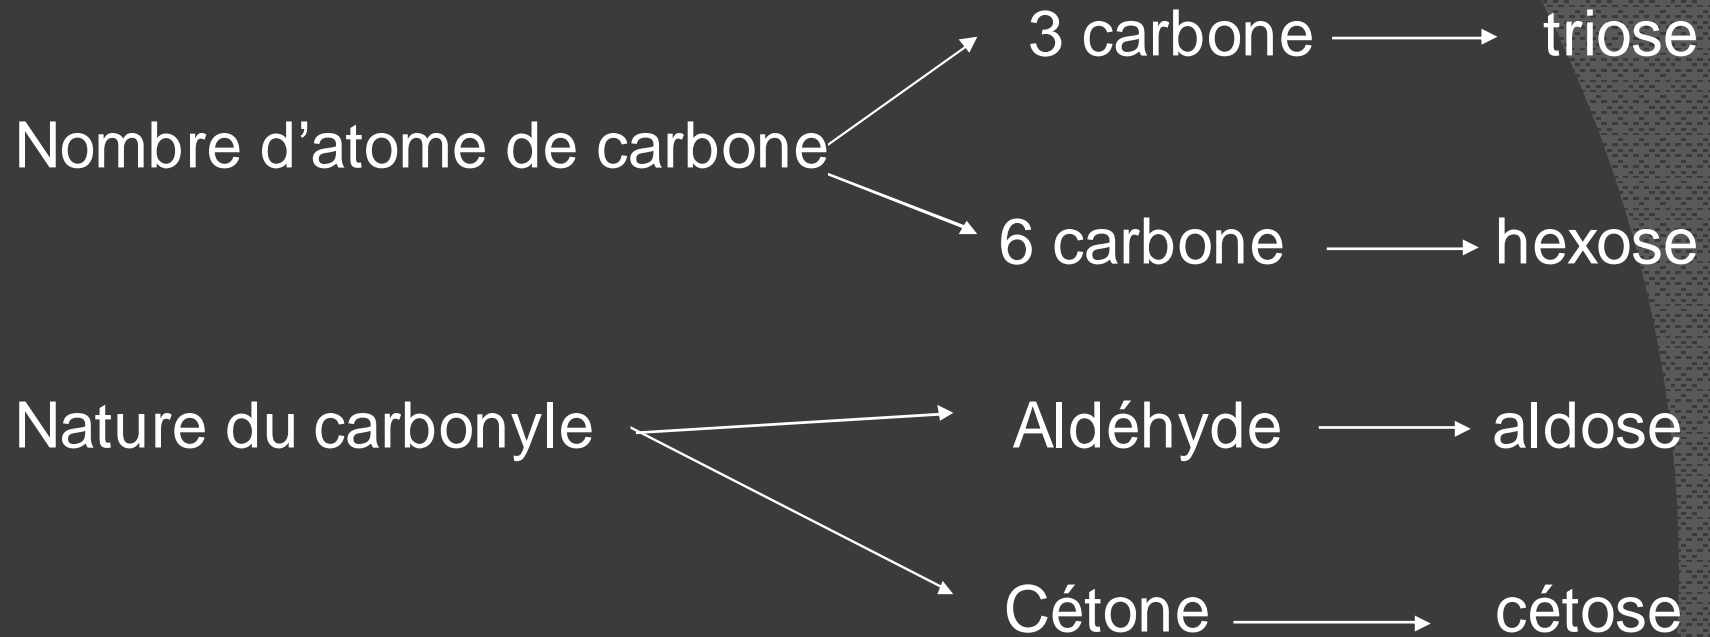 3 carbone triose
Nombre d’atome de carbone
6 carbone hexose
Nature du carbonyle Aldéhyde aldose
Cétone cétose